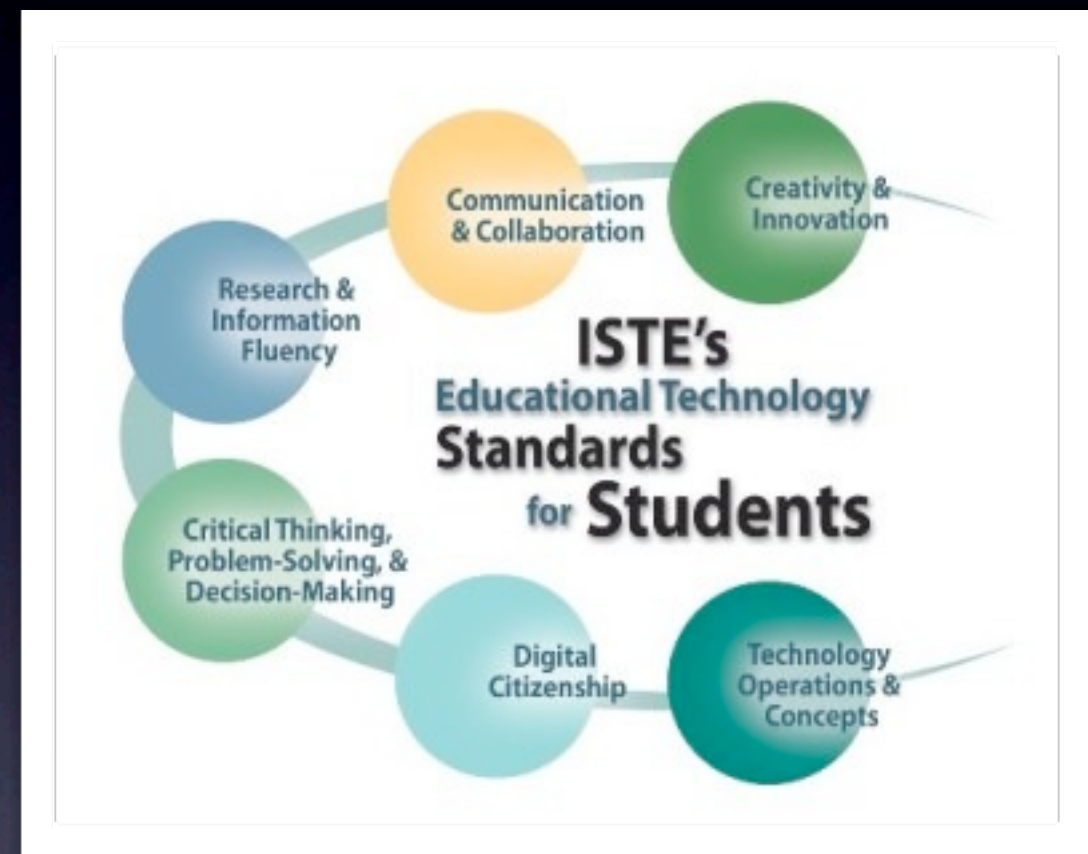 Creativity &
Innovation
Communication
& Collaboration
Research &
Information
Fluency
Critical Thinking,
Problem-Solving, &
Decision-Making
Digital
Citizenship
Technology
Operations &
Concepts
ISTE's
Educational Technology
Standards
for Students